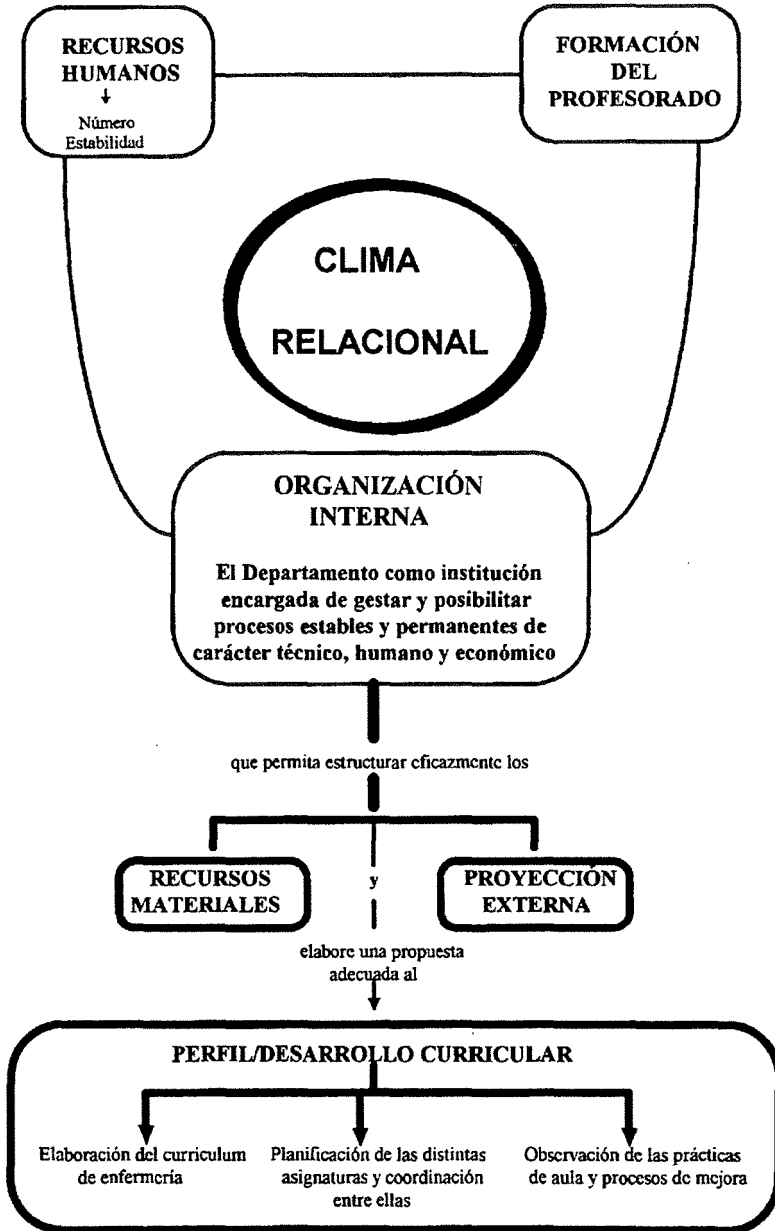 RECURSOS
HUMANOS
Número
Estabilidad
FORMACIÓN
DEL
PROFESORADO
CLIMA
RELACIONAL
ORGANIZACIÓN
INTERNA
El Departamento como institución
encargada de gestar y posibilitar
procesos estables y permanentes de
carácter técnico, humano y económico
que permita estructurar eficazmente los
RECURSOS
MATERIALES
y
PROYECCIÓN
EXTERNA
elabore una propuesta
adecuada al
PERFIL/DESARROLLO CURRICULAR
Elaboración del curriculum
de enfermería
Planificación de las distintas
asignaturas y coordinación
entre ellas
Observación de las prácticas
de aula y procesos de mejora